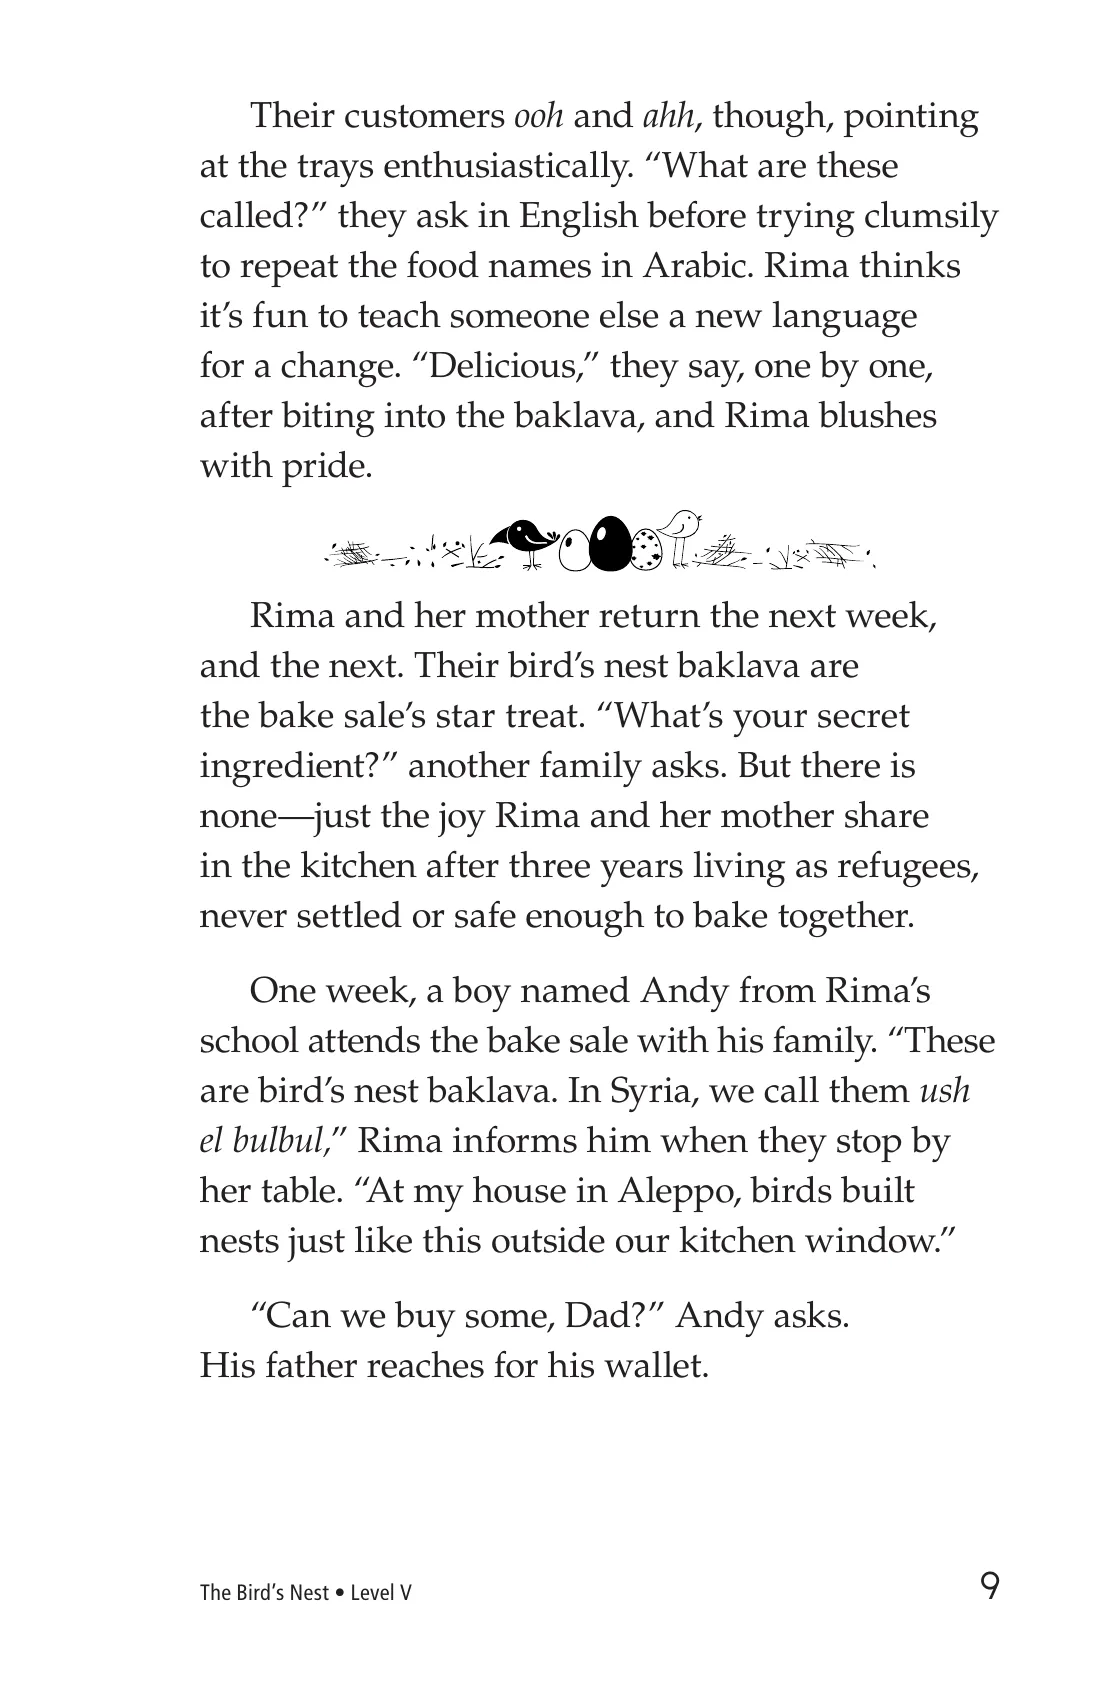 Their customers ooh and ahh, though, pointing
at the trays enthusiastically. “What are these
called?” they ask in English before trying clumsily
to repeat the food names in Arabic. Rima thinks
it’s fun to teach someone else a new language
for a change. “Delicious,” they say, one by one,
after biting into the baklava, and Rima blushes
with pride.
Rima and her mother return the next week,
and the next. Their bird’s nest baklava are
the bake sale’s star treat. “What’s your secret
ingredient?” another family asks. But there is
none—just the joy Rima and her mother share
in the kitchen after three years living as refugees,
never settled or safe enough to bake together.
One week, a boy named Andy from Rima’s
school attends the bake sale with his family. “These
are bird’s nest baklava. In Syria, we call them ush
el bulbul,” Rima informs him when they stop by
her table. “At my house in Aleppo, birds built
nests just like this outside our kitchen window.”
“Can we buy some, Dad?” Andy asks.
His father reaches for his wallet.
The Bird’s Nest • Level V
9